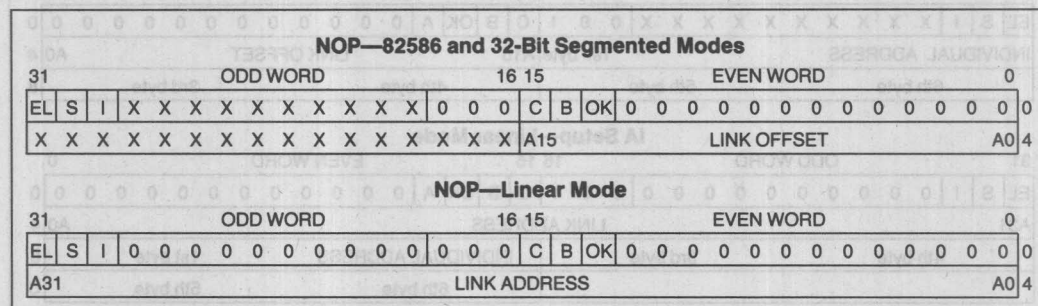 NOP—82586 and 32-Bit Segmented Modes
31 ODD WORD 16 15 EVEN WORD 0
EL S I X X X X X X X X X X 0 0 0 C B OK 0 0 0 0 0 0 0 0 0 0 0 0 0 0
X X X X X X X X X X X X X X X X A15 LINK OFFSET A0 4
NOP—Linear Mode
31 ODD WORD 16 15 EVEN WORD 0
EL S I 0 0 0 0 0 0 0 0 0 0 0 0 0 C B OK 0 0 0 0 0 0 0 0 0 0 0 0 0 0
A31 LINK ADDRESS A0 4